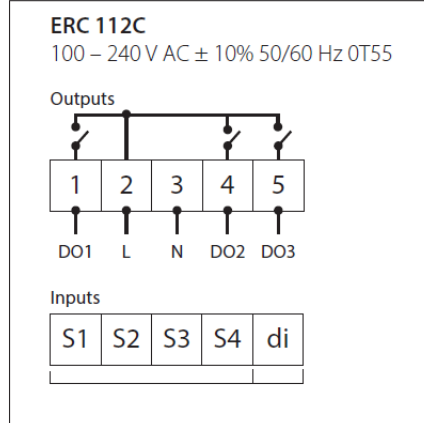 ERC 112C
100 – 240 V AC ± 10% 50/60 Hz 0T55
Outputs
1 2 3 4 5
DO1 L N DO2 DO3
Inputs
S1 S2 S3 S4 di